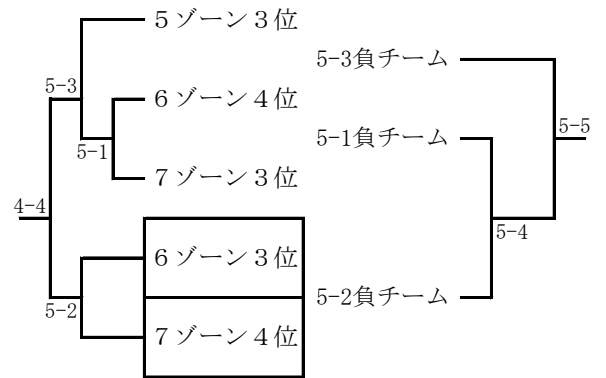 ５ゾーン３位
5-3負チーム
5-3
６ゾーン４位
5-1負チーム
5-5
5-1
７ゾーン３位
4-4
5-4
６ゾーン３位
5-2負チーム
5-2
７ゾーン４位